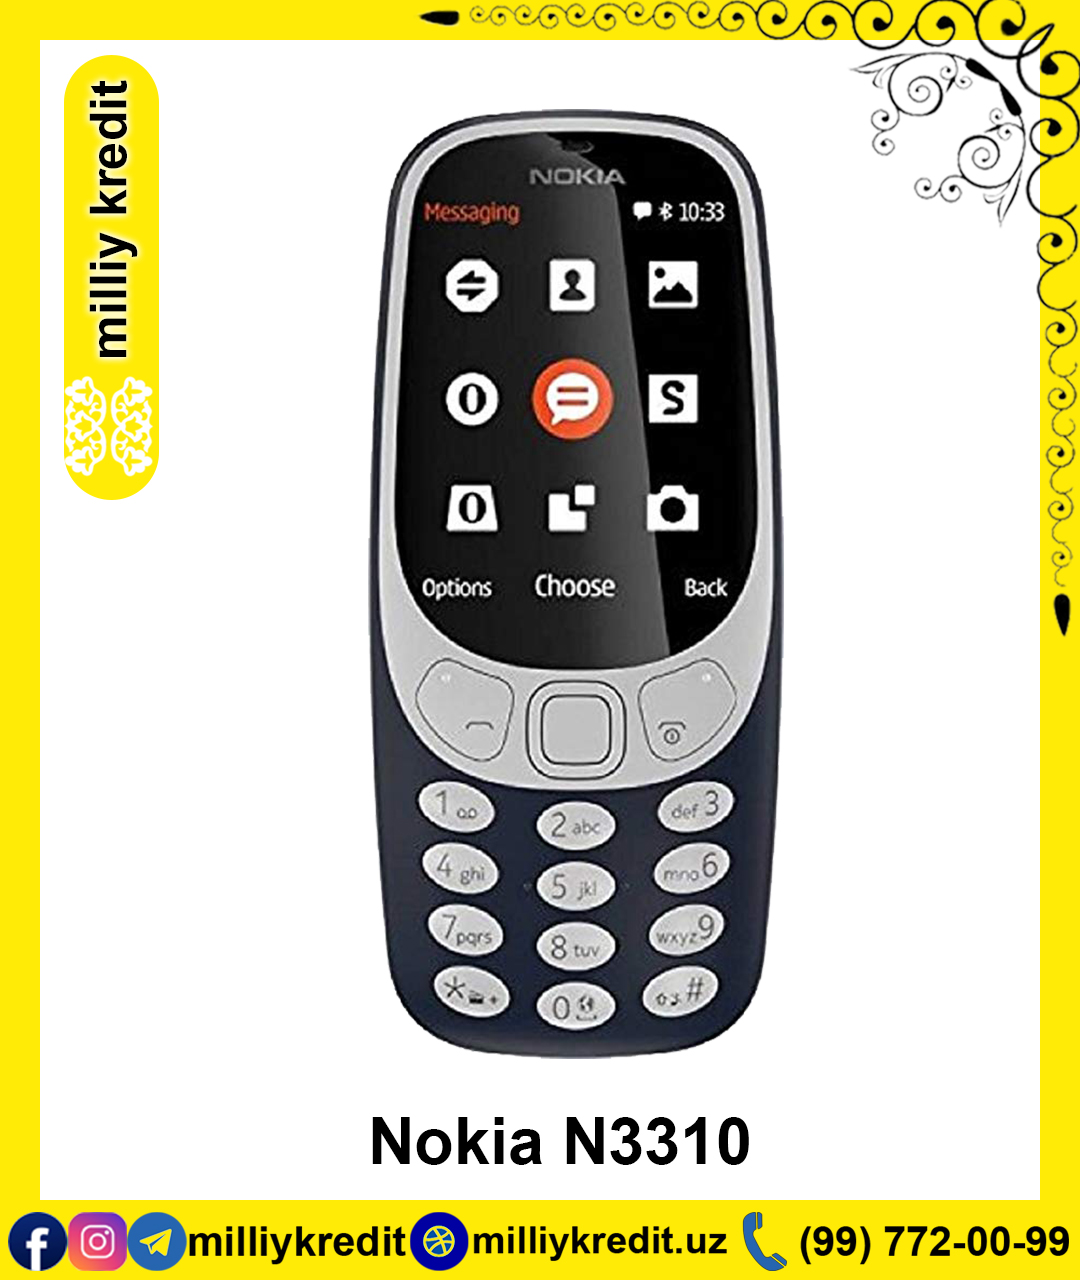 milliy kredit
NOKIA
Messaging 10:33
Options Choose Back
1
2 abc
def 3
4 ghi
5 jkl
mno 6
7 pqrs
8 tuv
wxyz 9
* +
0
#
Nokia N3310
milliykredit milliykredit.uz (99) 772-00-99